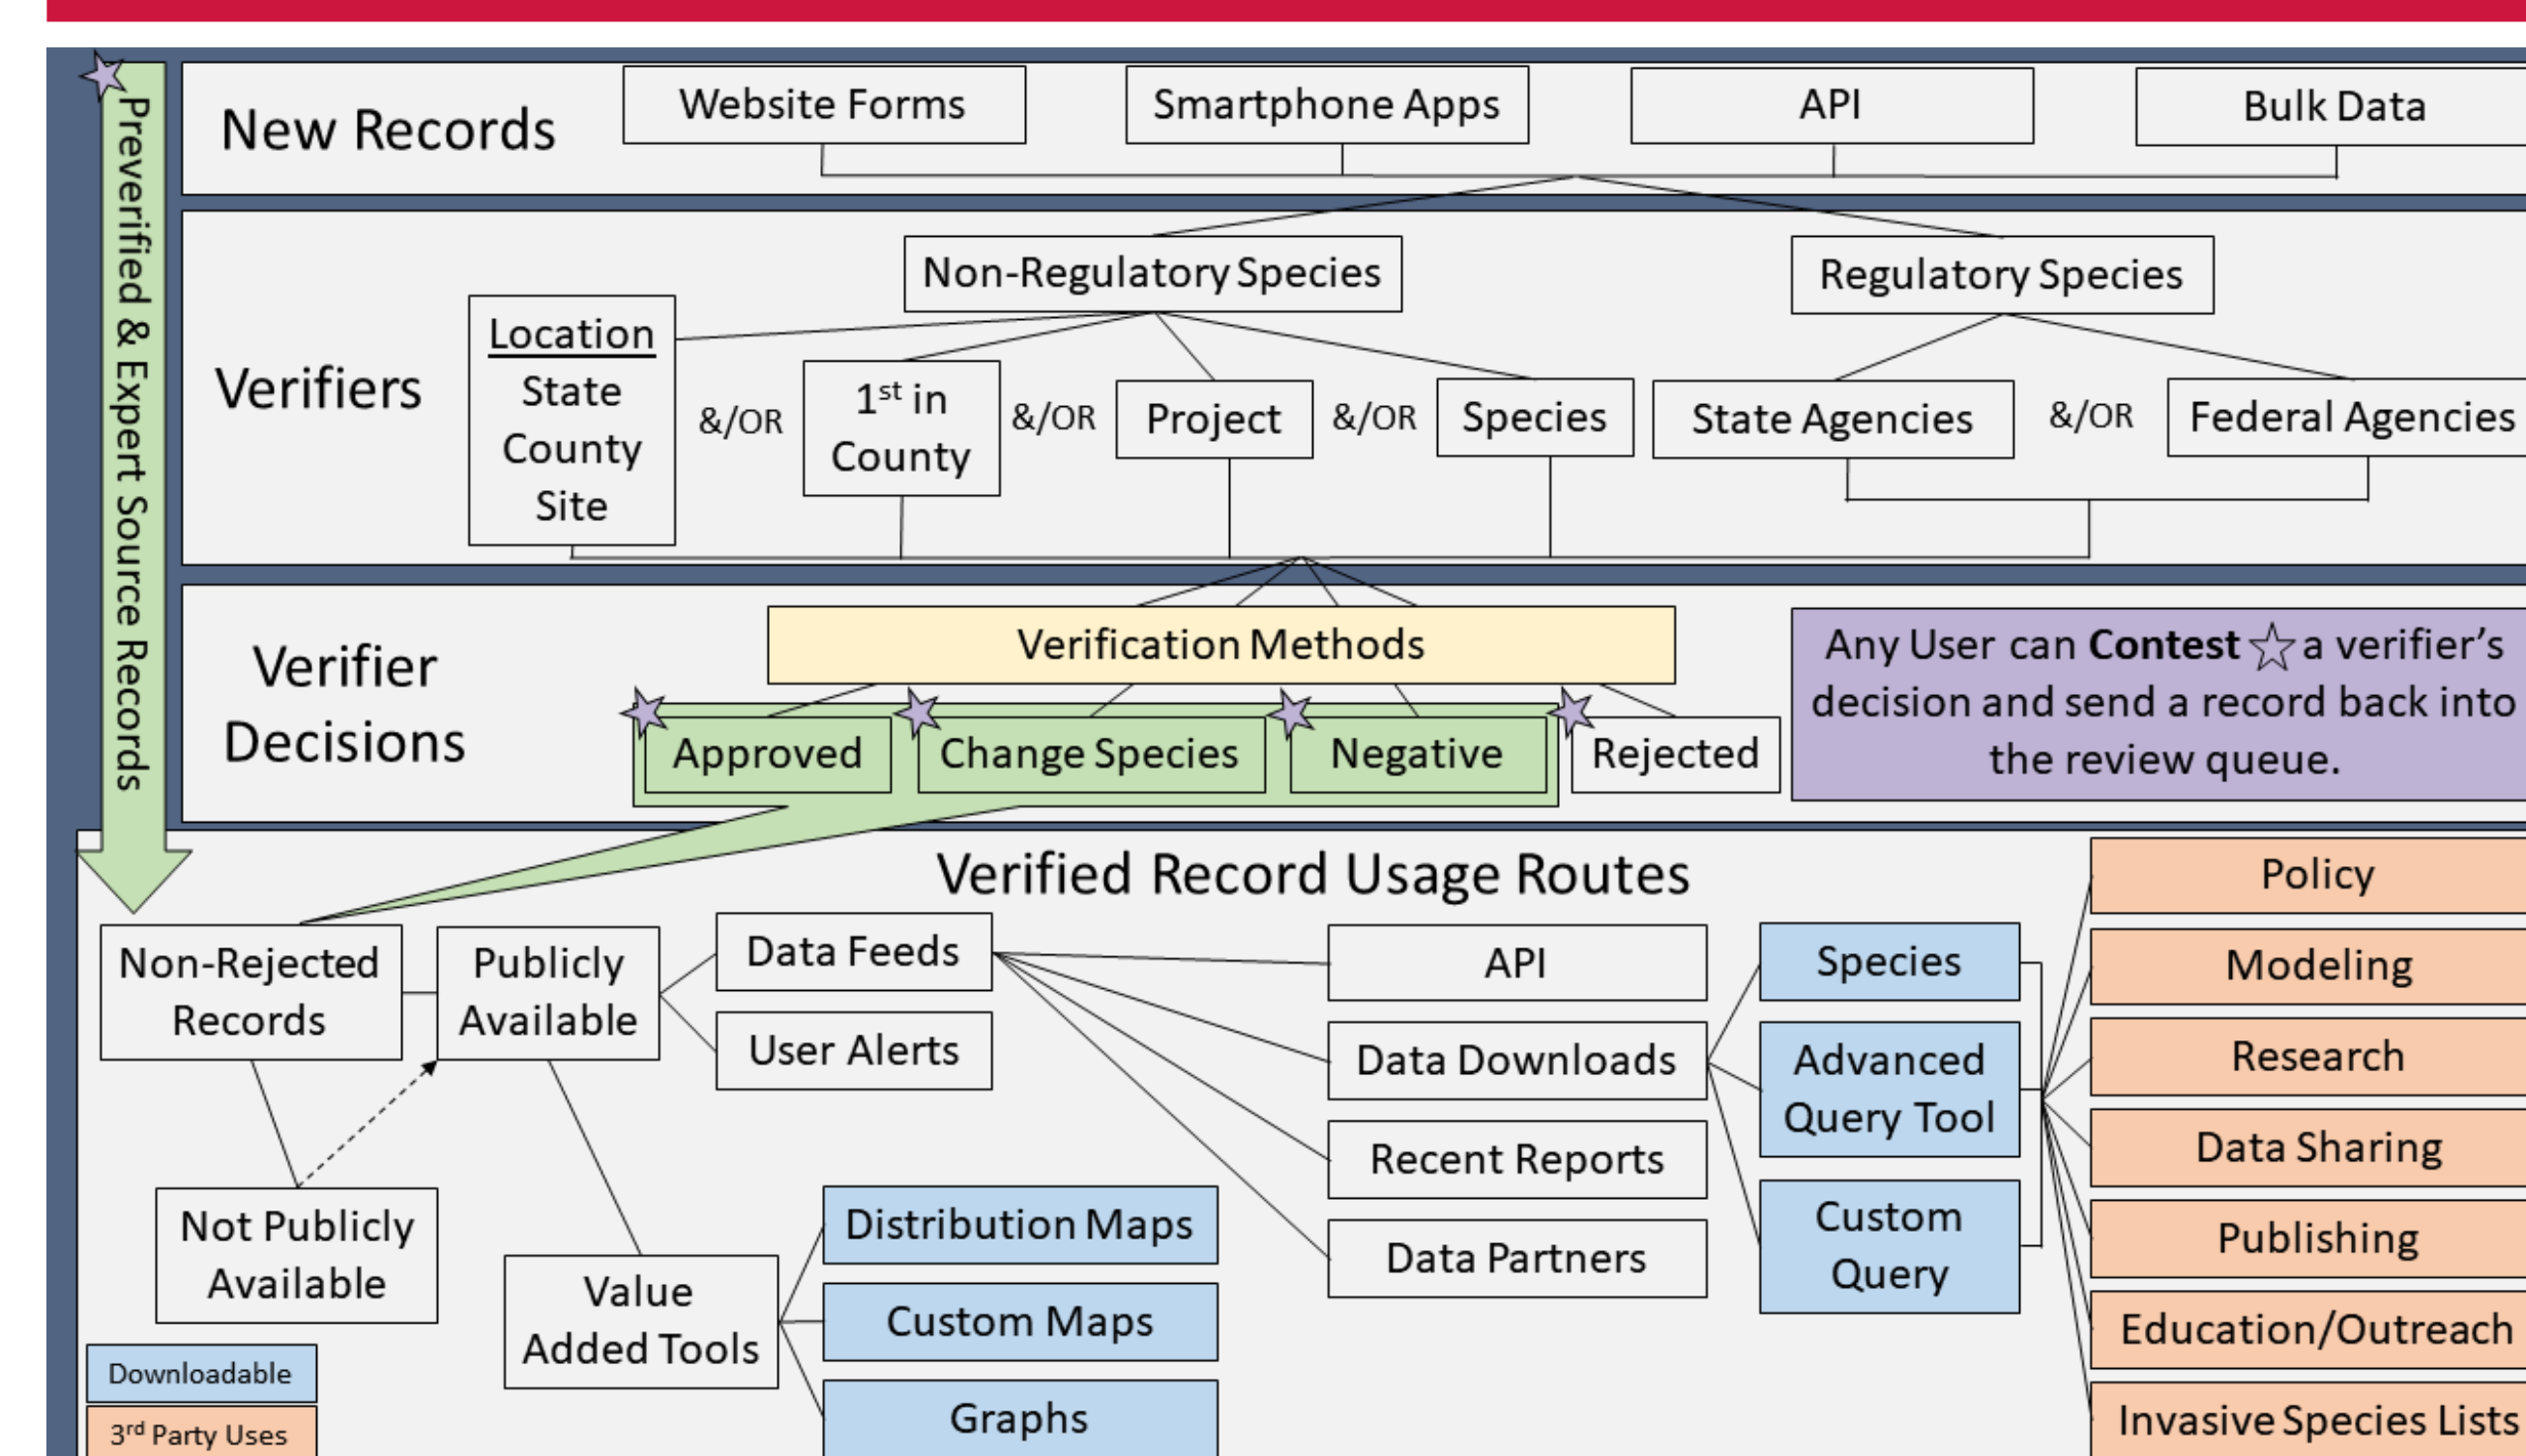 Preverified & Expert Source Records
New Records
Website Forms
Smartphone Apps
API
Bulk Data
Verifiers
Non-Regulatory Species
Regulatory Species
Location
State
County
Site
&/OR
1st in
County
&/OR
Project
&/OR
Species
State Agencies
&/OR
Federal Agencies
Verifier
Decisions
Verification Methods
Approved
Change Species
Negative
Rejected
Any User can Contest ☆ a verifier’s
decision and send a record back into
the review queue.
Verified Record Usage Routes
Non-Rejected
Records
Publicly
Available
Data Feeds
User Alerts
Not Publicly
Available
Value
Added Tools
Distribution Maps
Custom Maps
Graphs
API
Data Downloads
Recent Reports
Data Partners
Species
Advanced
Query Tool
Custom
Query
Policy
Modeling
Research
Data Sharing
Publishing
Education/Outreach
Invasive Species Lists
Downloadable
3rd Party Uses